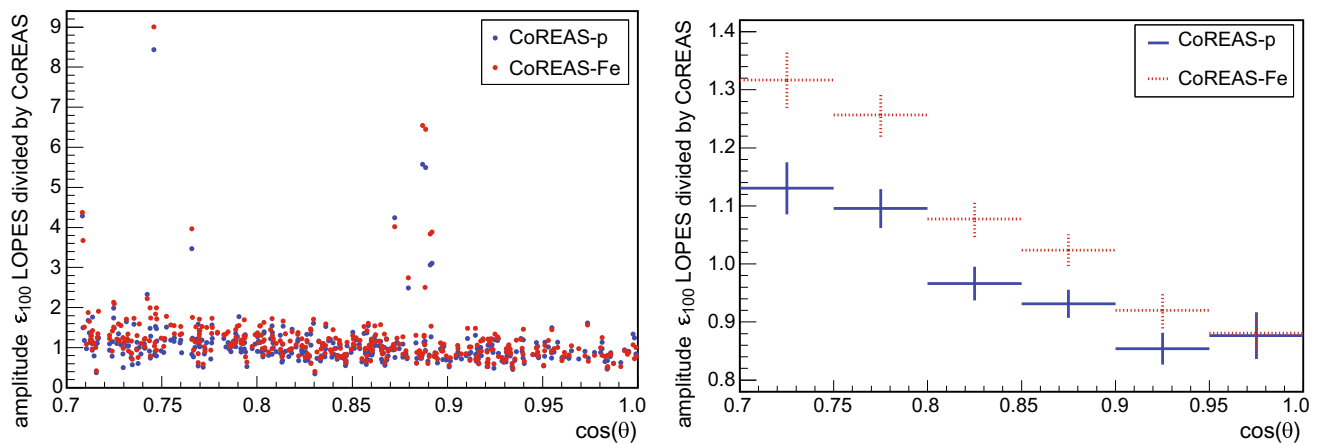 amplitude ε100 LOPES divided by CoREAS
9
8
7
6
5
4
3
2
1
0
CoREAS-p
CoREAS-Fe
0.7 0.75 0.8 0.85 0.9 0.95 1.0
cos(θ)
amplitude ε100 LOPES divided by CoREAS
1.4
1.3
1.2
1.1
1.0
0.9
0.8
CoREAS-p
CoREAS-Fe
0.7 0.75 0.8 0.85 0.9 0.95 1.0
cos(θ)